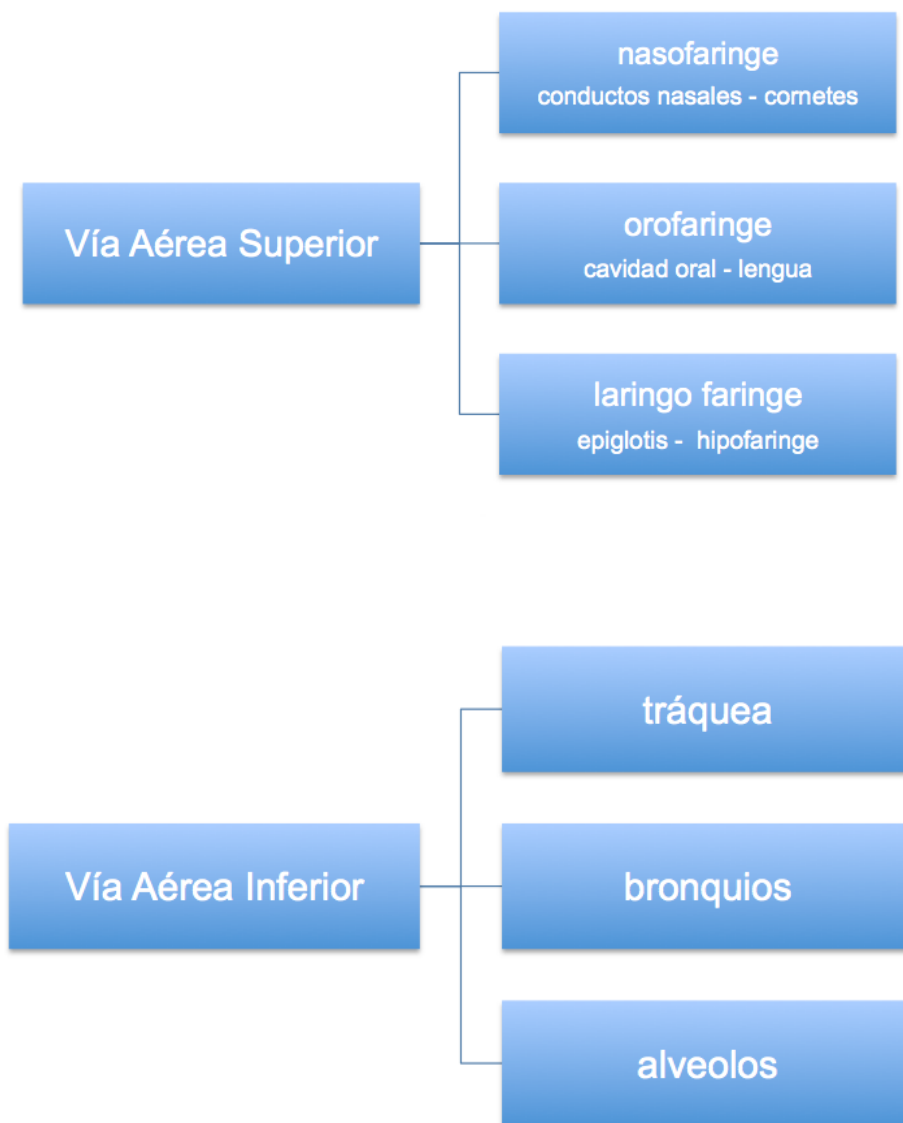 nasofaringe
conductos nasales - cornetes
Vía Aérea Superior
orofaringe
cavidad oral - lengua
laringo faringe
epiglotis -  hipofaringe
tráquea
Vía Aérea Inferior
bronquios
alveolos